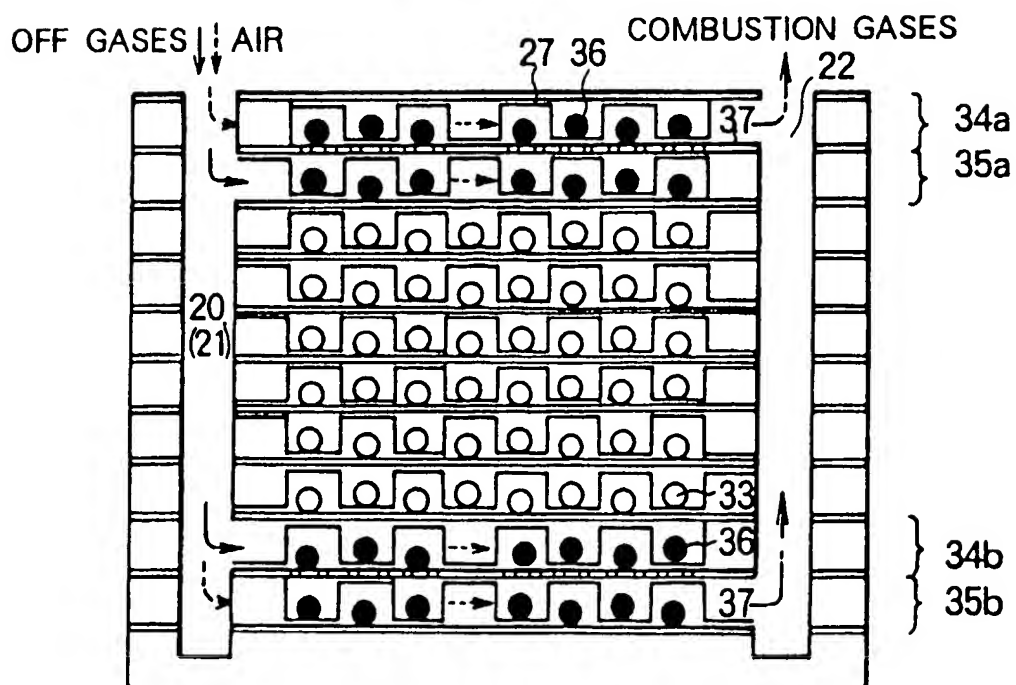 OFF GASES AIR
COMBUSTION GASES
27 36 22
37
34a
35a
20
(21)
33
36
34b
37
35b